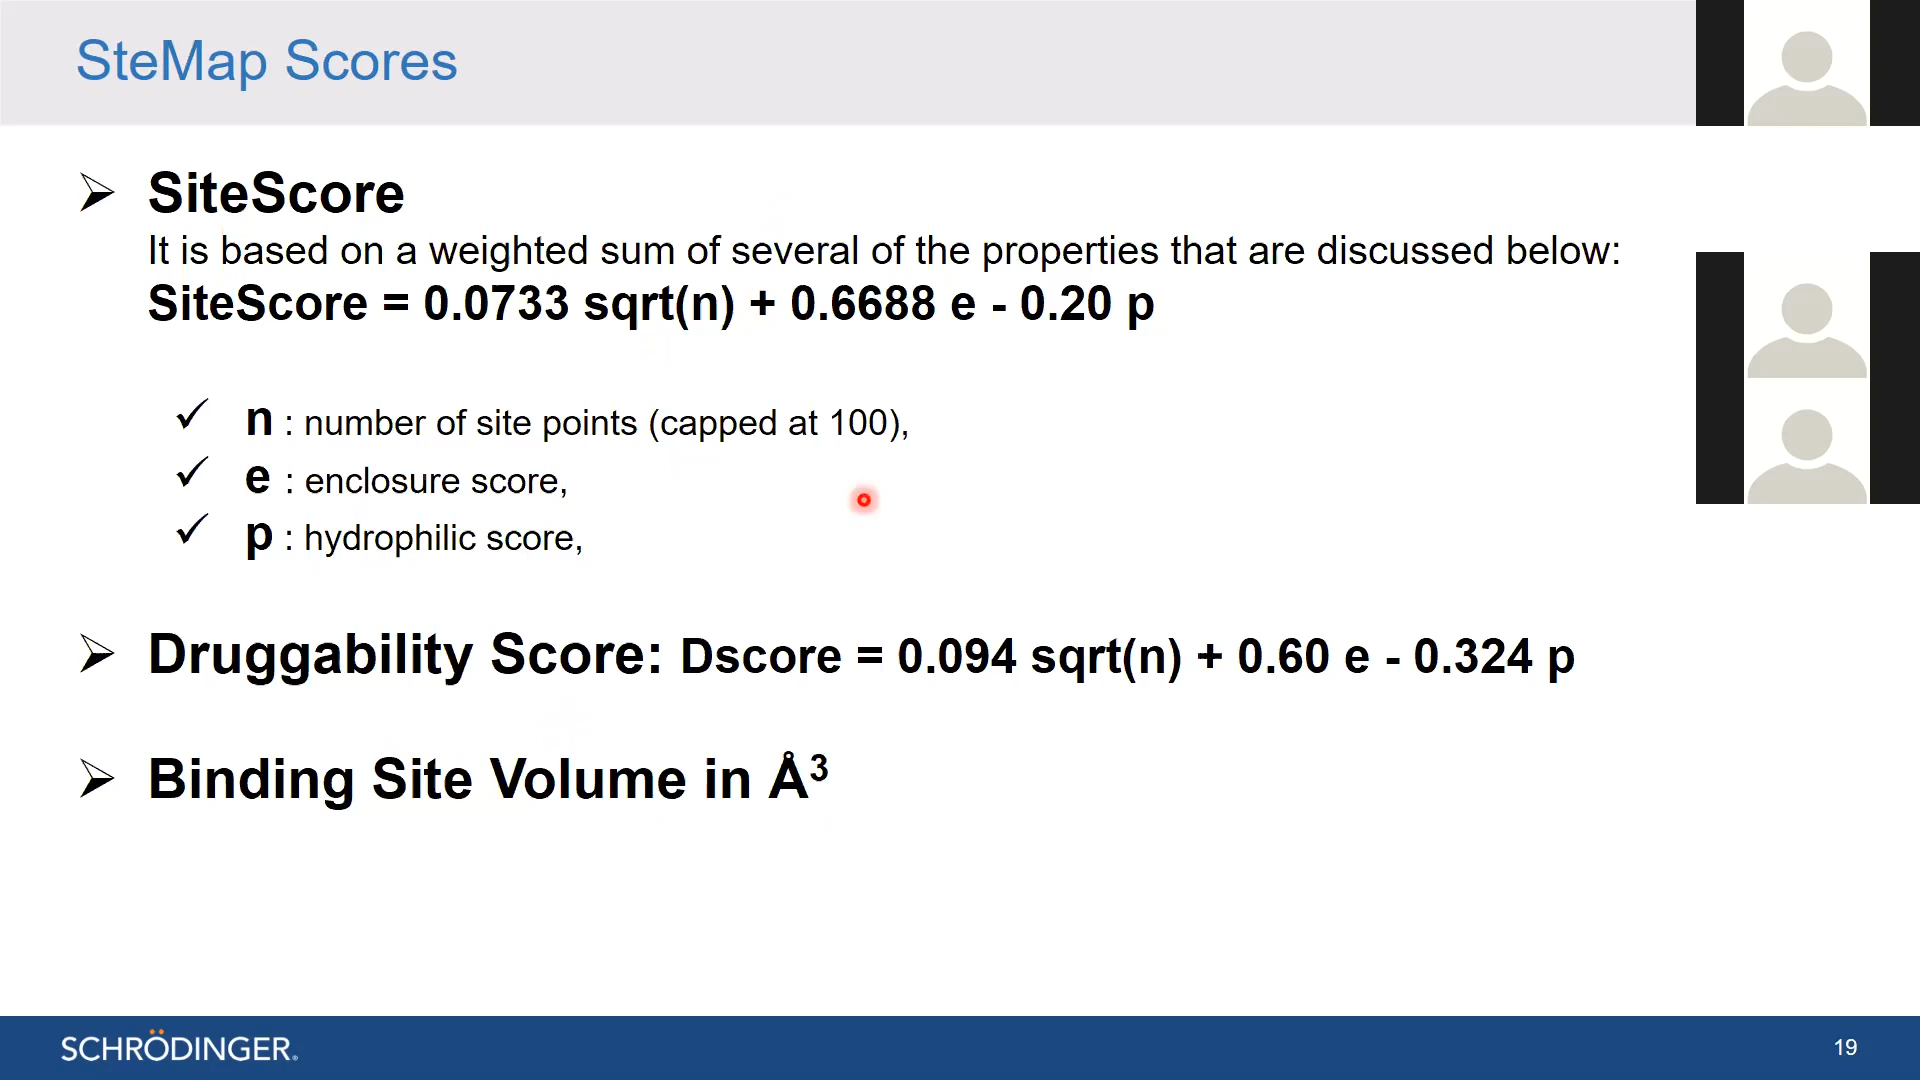 SteMap Scores
SiteScore
It is based on a weighted sum of several of the properties that are discussed below:
SiteScore = 0.0733 sqrt(n) + 0.6688 e - 0.20 p
n : number of site points (capped at 100),
e : enclosure score,
p : hydrophilic score,
Druggability Score: Dscore = 0.094 sqrt(n) + 0.60 e - 0.324 p
Binding Site Volume in Å³
SCHRÖDINGER.
19